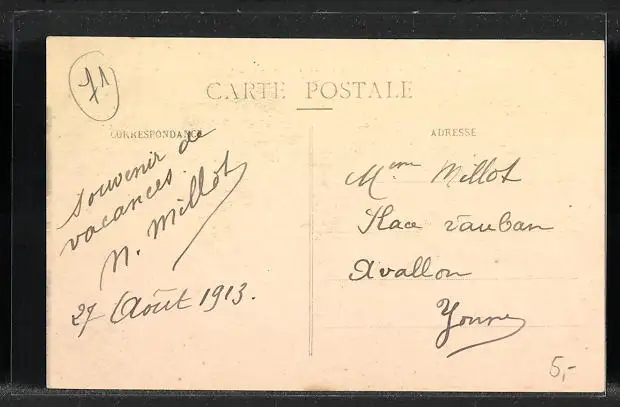 71
CARTE POSTALE
CORRESPONDANCE
ADRESSE
souvenir de
vacances.
N. Millot
27 Août 1913.
Mme Millot
Place Vauban
Avallon
Yonne
5,-